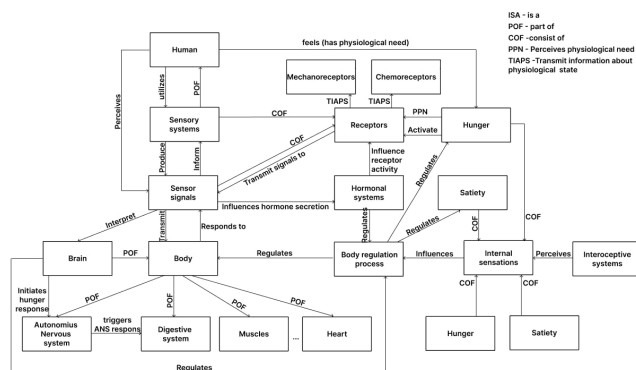 ISA - is a
POF - part of
COF -consist of
PPN - Perceives physiological need
TIAPS -Transmit information about
physiological  state
Human
feels (has physiological need)
Mechanoreceptors
Chemoreceptors
Perceives
utilizes
POF
TIAPS
TIAPS
Sensory
systems
COF
Receptors
PPN
Activate
Hunger
COF
Transmit signals to
Produce
Inform
Influence
receptor
activity
Regulates
Sensor
signals
Influences hormone secretion
Hormonal
systems
Satiety
COF
Interpret
Transmit
Responds to
Regulates
Regulates
COF
Brain
POF
Body
Regulates
Body regulation
process
Influences
Internal
sensations
Perceives
Interoceptive
systems
Initiates
hunger
response
POF
POF
POF
POF
COF
COF
Autonomius
Nervous
system
triggers
ANS respons
Digestive
system
Muscles
...
Heart
Hunger
Satiety
Regulates